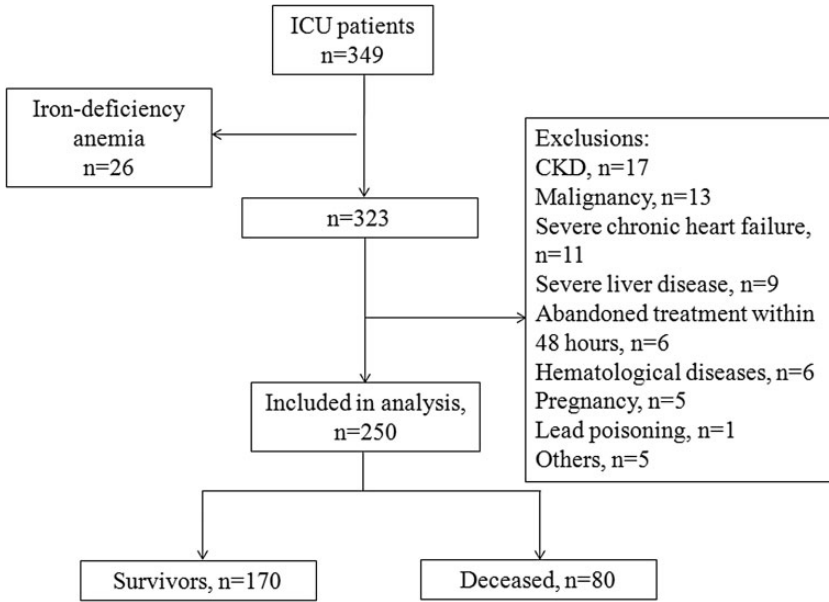 ICU patients
n=349
Iron-deficiency
anemia
n=26
n=323
Exclusions:
CKD, n=17
Malignancy, n=13
Severe chronic heart failure,
n=11
Severe liver disease, n=9
Abandoned treatment within
48 hours, n=6
Hematological diseases, n=6
Pregnancy, n=5
Lead poisoning, n=1
Others, n=5
Included in analysis,
n=250
Survivors, n=170
Deceased, n=80